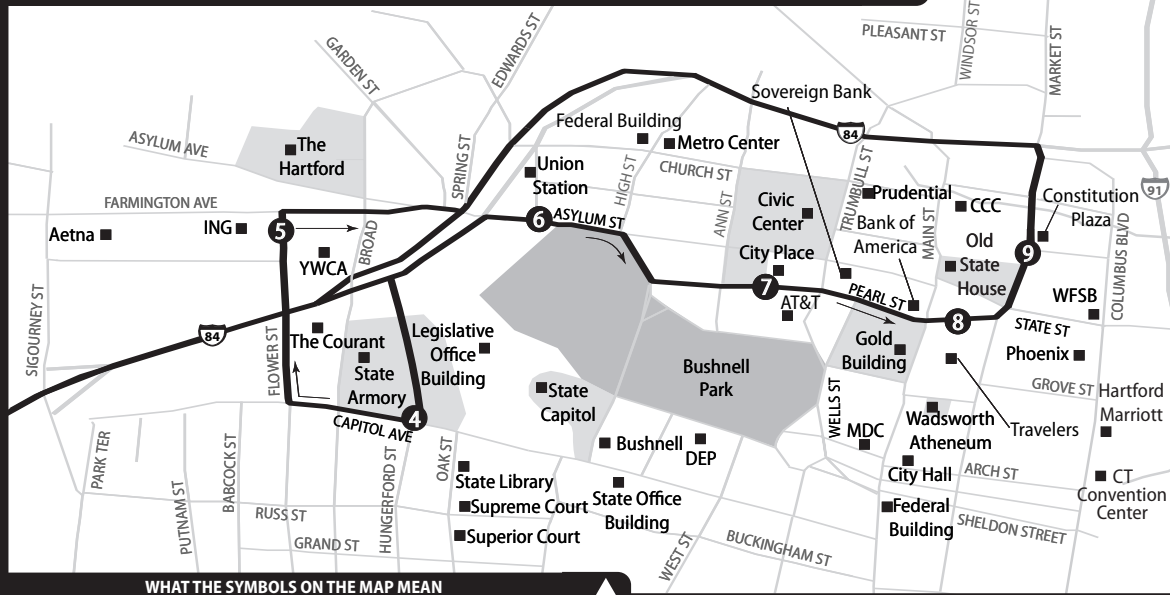 PLEASANT ST
WINDSOR ST
MARKET ST
GARDEN ST
EDWARDS ST
Sovereign Bank
84
Federal Building
Metro Center
ASYLUM AVE
The
Hartford
SPRING ST
Union
Station
HIGH ST
CHURCH ST
TRUMBULL ST
Prudential
91
FARMINGTON AVE
ANN ST
Civic
Center
CCC
Constitution
Plaza
Aetna
ING
5
BROAD
6
ASYLUM ST
Bank of
America
MAIN ST
Old
State
House
9
COLUMBUS BLVD
YWCA
City Place
7
AT&T
PEARL ST
8
WFSB
STATE ST
SIGOURNEY ST
84
FLOWER ST
The Courant
State
Armory
Legislative
Office
Building
Gold
Building
Phoenix
Bushnell
Park
GROVE ST
Hartford
Marriott
4
CAPITOL AVE
State
Capitol
WELLS ST
Wadsworth
Atheneum
Travelers
PARK TER
BABCOCK ST
HUNGERFORD ST
OAK ST
Bushnell
DEP
MDC
City Hall
ARCH ST
CT
Convention
Center
PUTNAM ST
State Library
State Office
Building
RUSS ST
Supreme Court
Federal
Building
SHELDON STREET
GRAND ST
Superior Court
WEST ST
BUCKINGHAM ST
WHAT THE SYMBOLS ON THE MAP MEAN